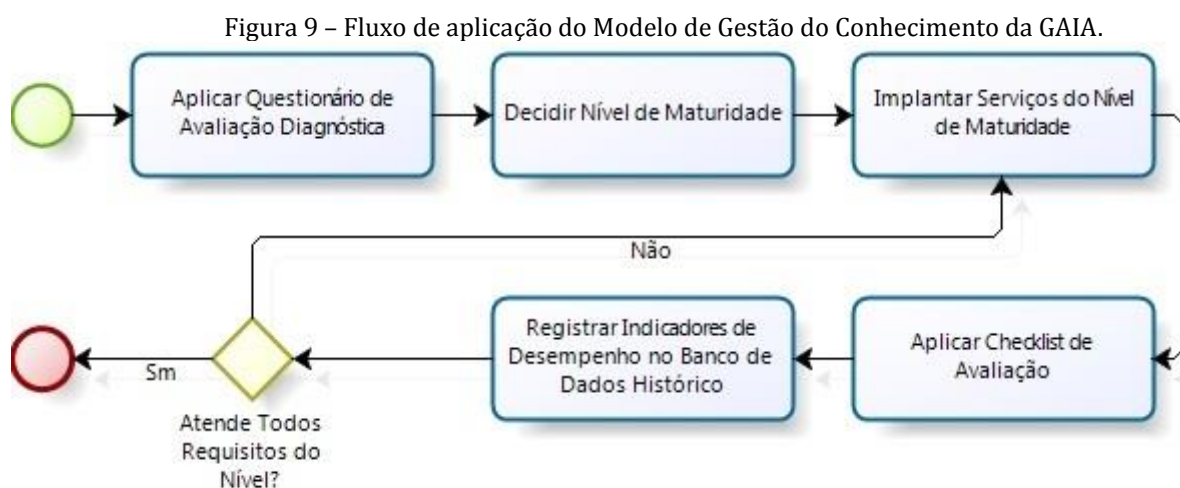 Figura 9 – Fluxo de aplicação do Modelo de Gestão do Conhecimento da GAIA.
Aplicar Questionário de
Avaliação Diagnóstica
Decidir Nível de Maturidade
Implantar Serviços do Nível
de Maturidade
Não
Registrar Indicadores de
Desempenho no Banco de
Dados Histórico
Aplicar Checklist de
Avaliação
Sm
Atende Todos
Requisitos do
Nível?